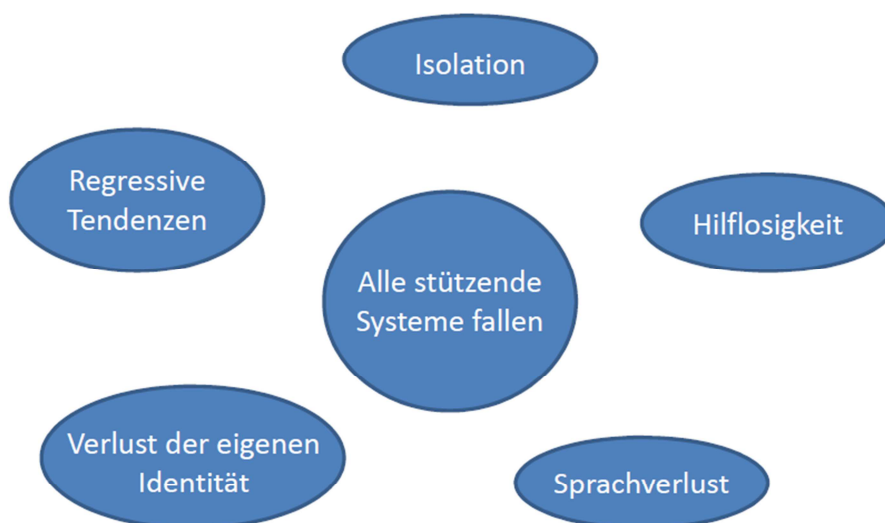 Isolation
Regressive
Tendenzen
Hilflosigkeit
Alle stützende
Systeme fallen
Verlust der eigenen
Identität
Sprachverlust